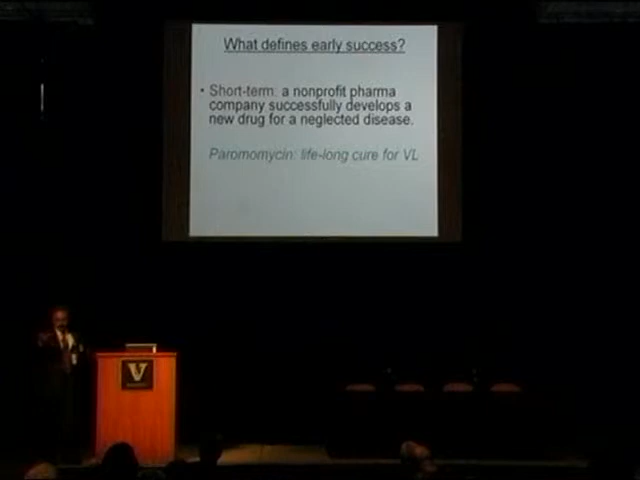 What defines early success?
• Short-term: a nonprofit pharma
company successfully develops a
new drug for a neglected disease.
Paromomycin: life-long cure for VL
V